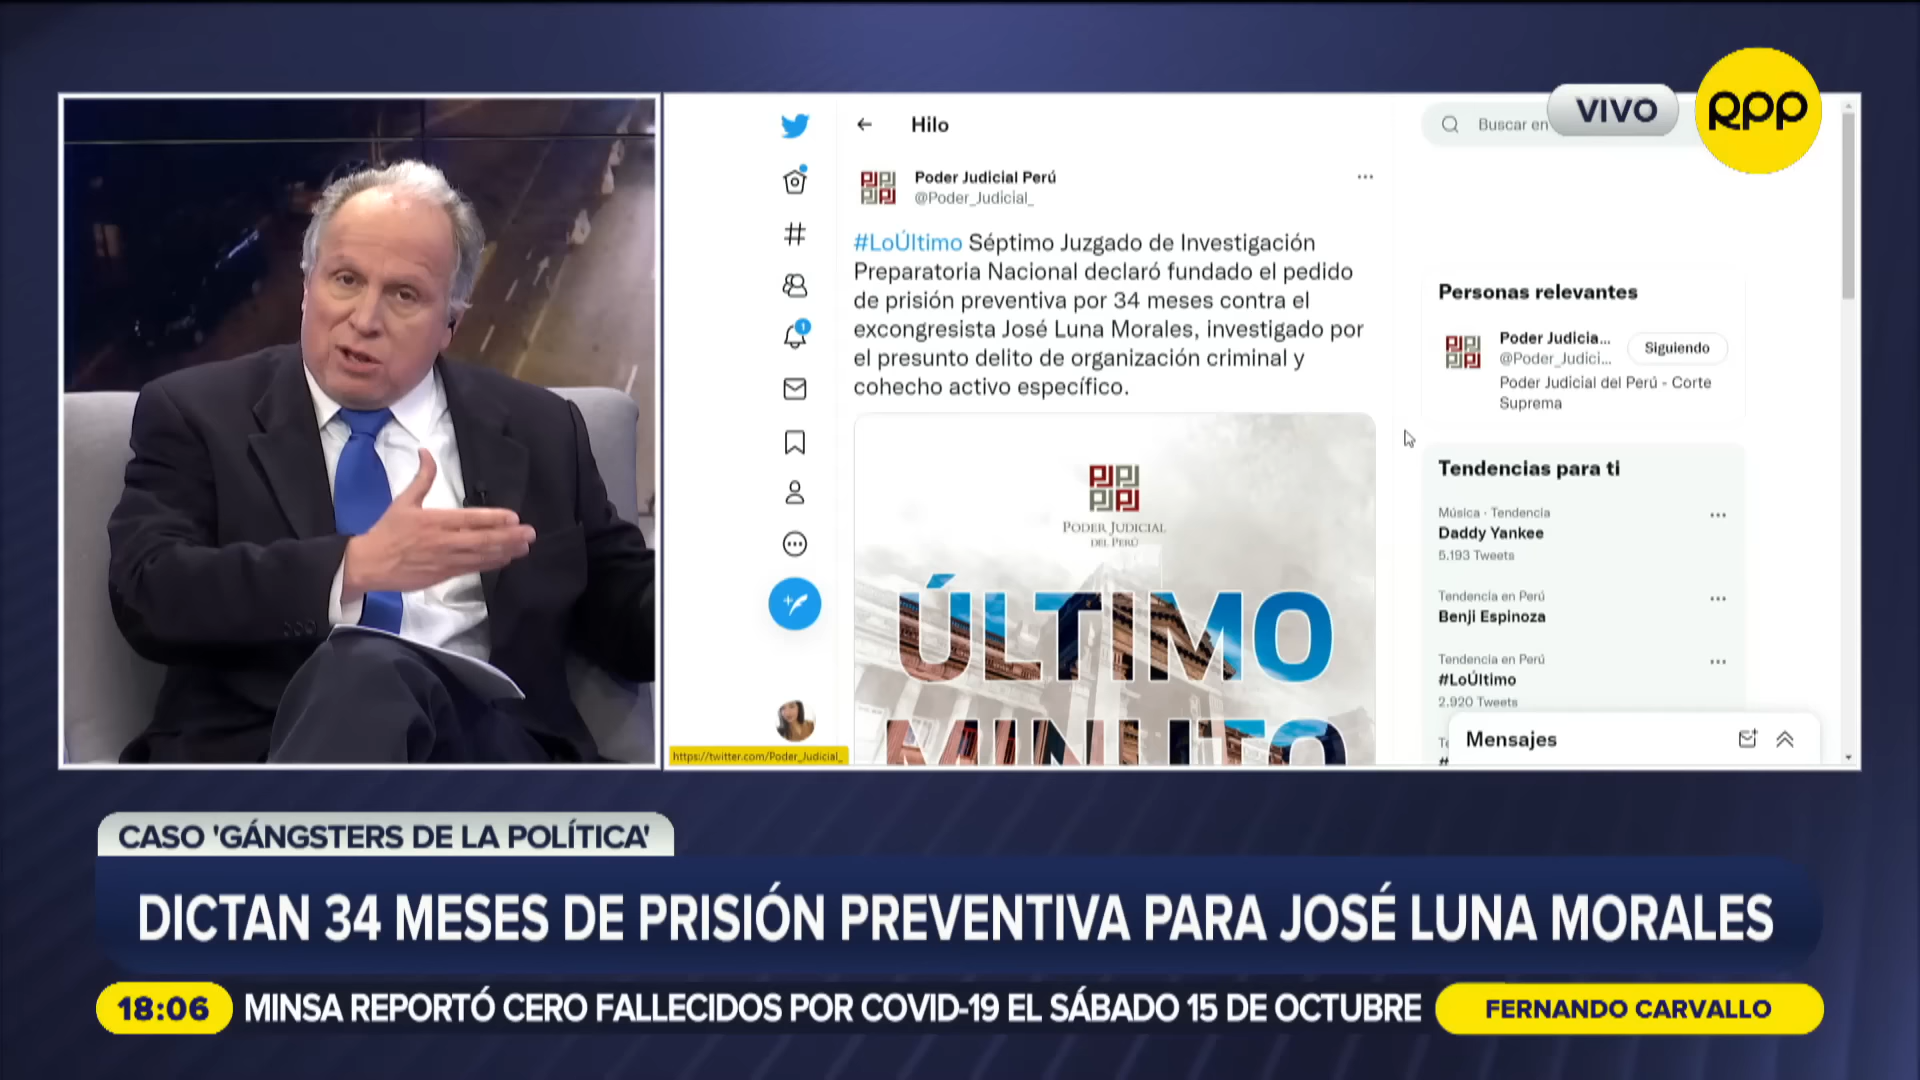 VIVO
rpp
Hilo
Buscar en
Poder Judicial Perú
@Poder_Judicial_
#LoÚltimo Séptimo Juzgado de Investigación
Preparatoria Nacional declaró fundado el pedido
de prisión preventiva por 34 meses contra el
excongresista José Luna Morales, investigado por
el presunto delito de organización criminal y
cohecho activo específico.
PODER JUDICIAL
DEL PERÚ
ÚLTIMO
MINUTO
1
Personas relevantes
Poder Judicia...
@Poder_Judici...
Siguiendo
Poder Judicial del Perú - Corte
Suprema
Tendencias para ti
Música · Tendencia
Daddy Yankee
5.193 Tweets
Tendencia en Perú
Benji Espinoza
Tendencia en Perú
#LoÚltimo
2.920 Tweets
Mensajes
https://twitter.com/Poder_Judicial_
CASO 'GÁNGSTERS DE LA POLÍTICA'
DICTAN 34 MESES DE PRISIÓN PREVENTIVA PARA JOSÉ LUNA MORALES
18:06 MINSA REPORTÓ CERO FALLECIDOS POR COVID-19 EL SÁBADO 15 DE OCTUBRE FERNANDO CARVALLO